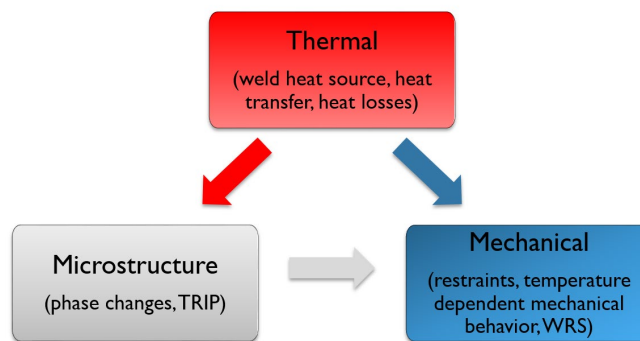 Thermal
(weld heat source, heat
transfer, heat losses)
Microstructure
(phase changes, TRIP)
Mechanical
(restraints, temperature
dependent mechanical
behavior, WRS)